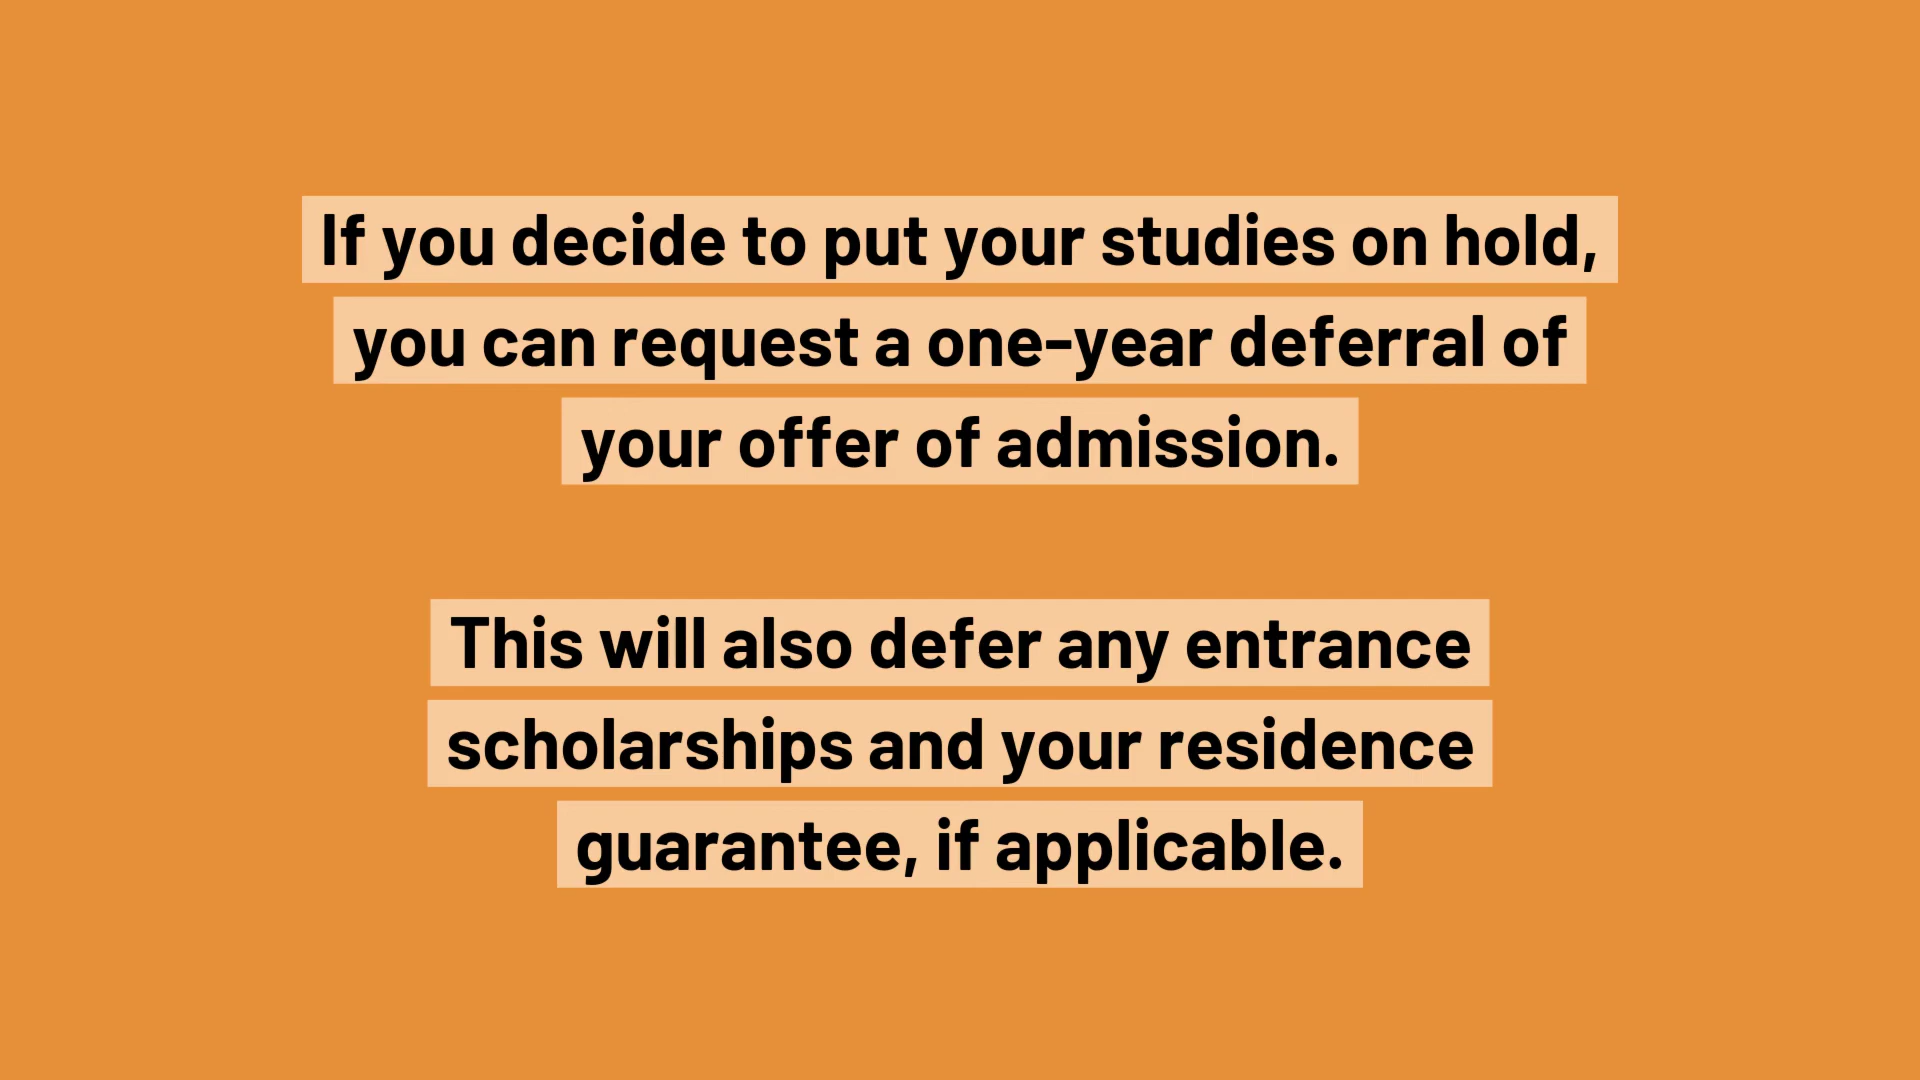 If you decide to put your studies on hold,
you can request a one-year deferral of
your offer of admission.
This will also defer any entrance
scholarships and your residence
guarantee, if applicable.